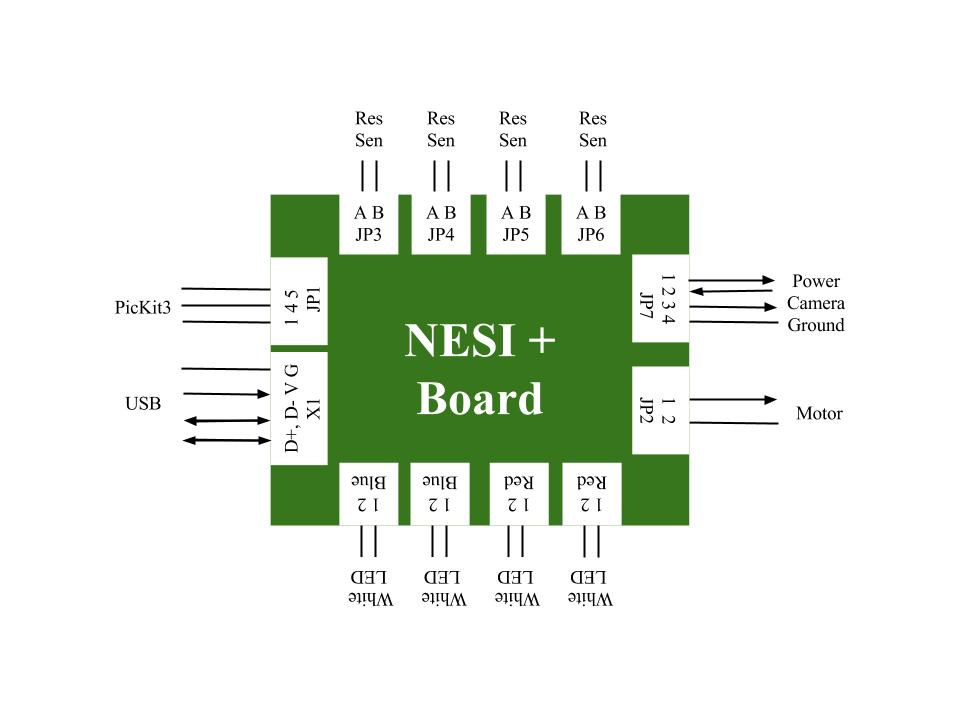 Res
Sen
Res
Sen
Res
Sen
Res
Sen
A B
JP3
A B
JP4
A B
JP5
A B
JP6
PicKit3
1 4 5
JP1
USB
D+, D- V G
X1
NESI +
Board
1 2 3 4
JP7
Power
Camera
Ground
1 2
JP2
Motor
1 2
Blue
1 2
Blue
1 2
Red
1 2
Red
White
LED
White
LED
White
LED
White
LED